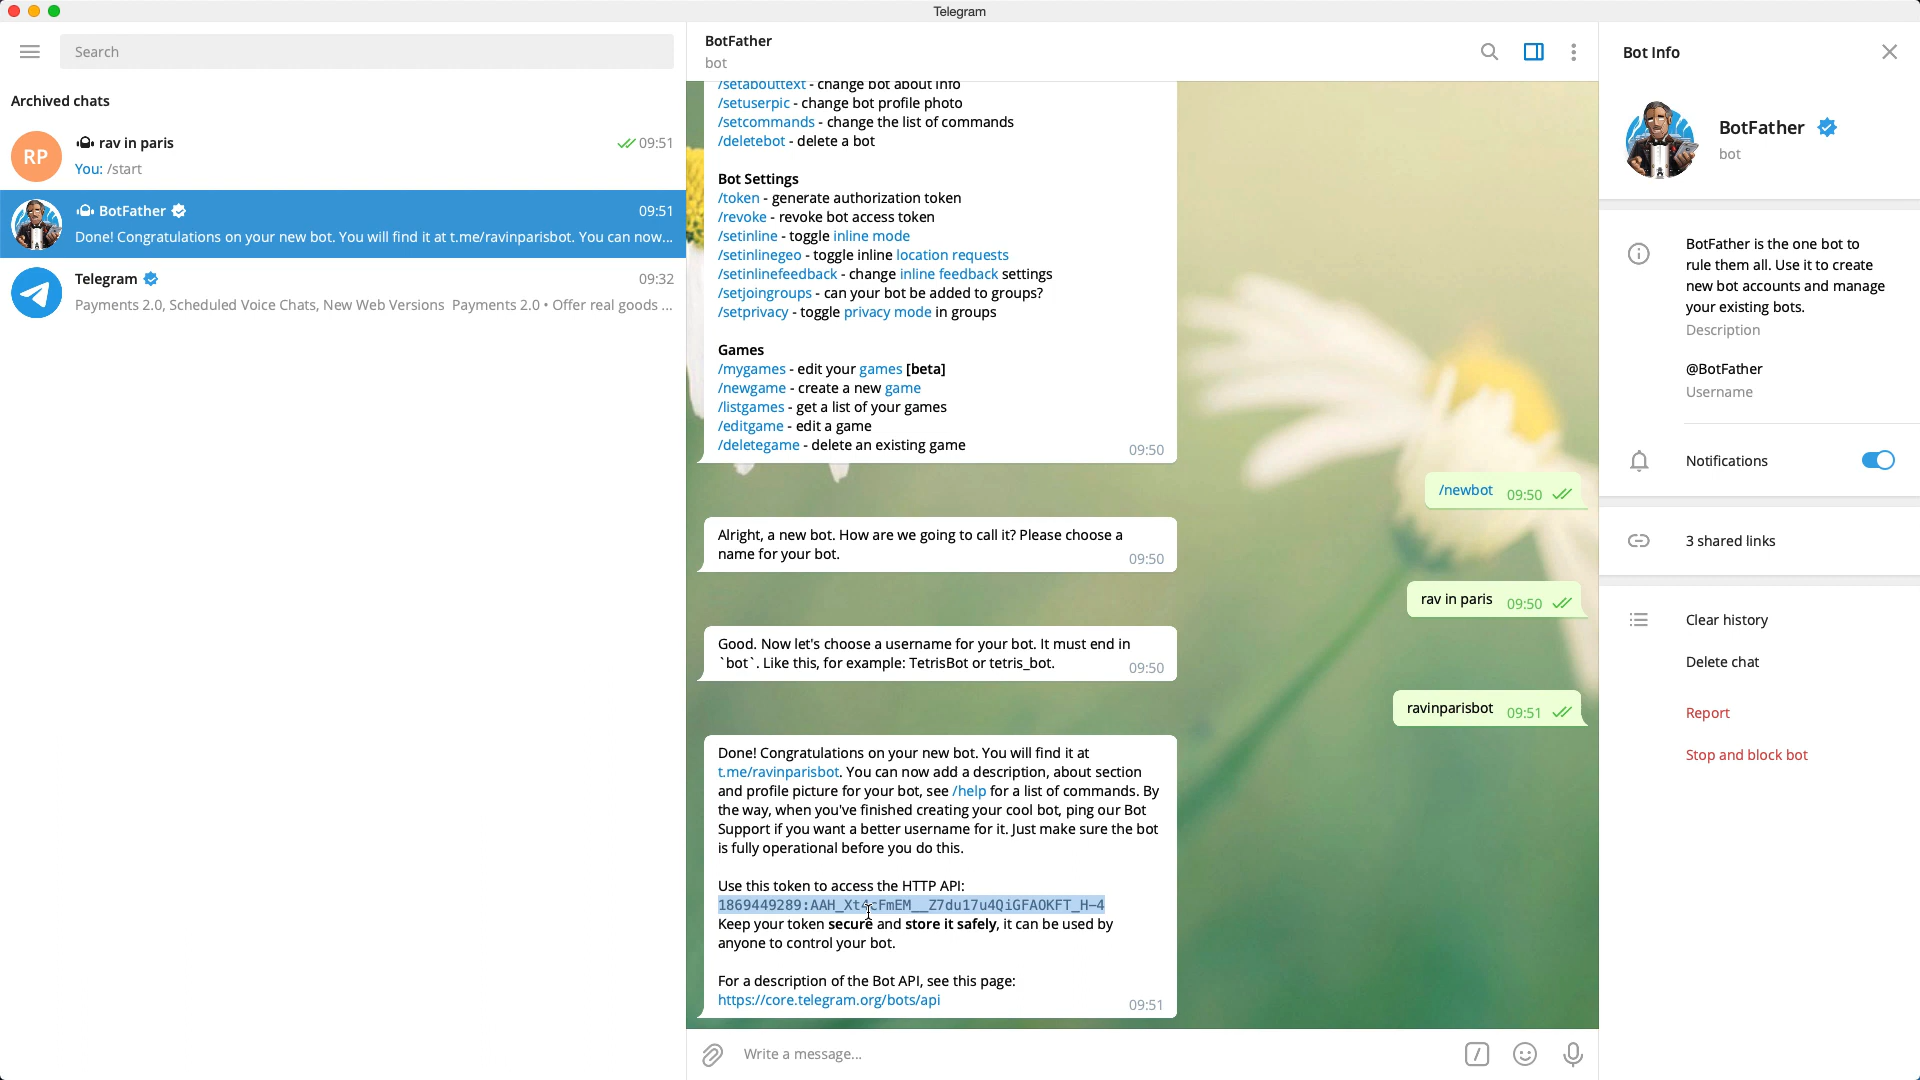 Telegram
Search
Archived chats
RP
rav in paris
09:51
You: /start
BotFather
09:51
Done! Congratulations on your new bot. You will find it at t.me/ravinparisbot. You can now...
Telegram
09:32
Payments 2.0, Scheduled Voice Chats, New Web Versions Payments 2.0 • Offer real goods ...
BotFather
bot
/setabouttext - change bot about info
/setuserpic - change bot profile photo
/setcommands - change the list of commands
/deletebot - delete a bot
Bot Settings
/token - generate authorization token
/revoke - revoke bot access token
/setinline - toggle inline mode
/setinlinegeo - toggle inline location requests
/setinlinefeedback - change inline feedback settings
/setjoingroups - can your bot be added to groups?
/setprivacy - toggle privacy mode in groups
Games
/mygames - edit your games [beta]
/newgame - create a new game
/listgames - get a list of your games
/editgame - edit a game
/deletegame - delete an existing game
09:50
/newbot 09:50
Alright, a new bot. How are we going to call it? Please choose a
name for your bot.
09:50
rav in paris 09:50
Good. Now let's choose a username for your bot. It must end in
`bot`. Like this, for example: TetrisBot or tetris_bot.
09:50
ravinparisbot 09:51
Done! Congratulations on your new bot. You will find it at
t.me/ravinparisbot. You can now add a description, about section
and profile picture for your bot, see /help for a list of commands. By
the way, when you've finished creating your cool bot, ping our Bot
Support if you want a better username for it. Just make sure the bot
is fully operational before you do this.
Use this token to access the HTTP API:
Keep your token secure and store it safely, it can be used by
anyone to control your bot.
For a description of the Bot API, see this page:
https://core.telegram.org/bots/api
09:51
Write a message...
Bot Info
BotFather
bot
BotFather is the one bot to
rule them all. Use it to create
new bot accounts and manage
your existing bots.
Description
@BotFather
Username
Notifications
3 shared links
Clear history
Delete chat
Report
Stop and block bot